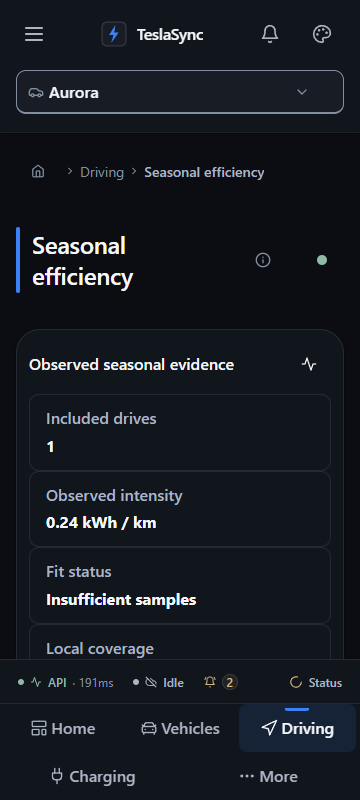 TeslaSync
Aurora
Driving Seasonal efficiency
Seasonal
efficiency
Observed seasonal evidence
Included drives
1
Observed intensity
0.24 kWh / km
Fit status
Insufficient samples
Local coverage
API · 191ms Idle 2 Status
Home Vehicles Driving
Charging More